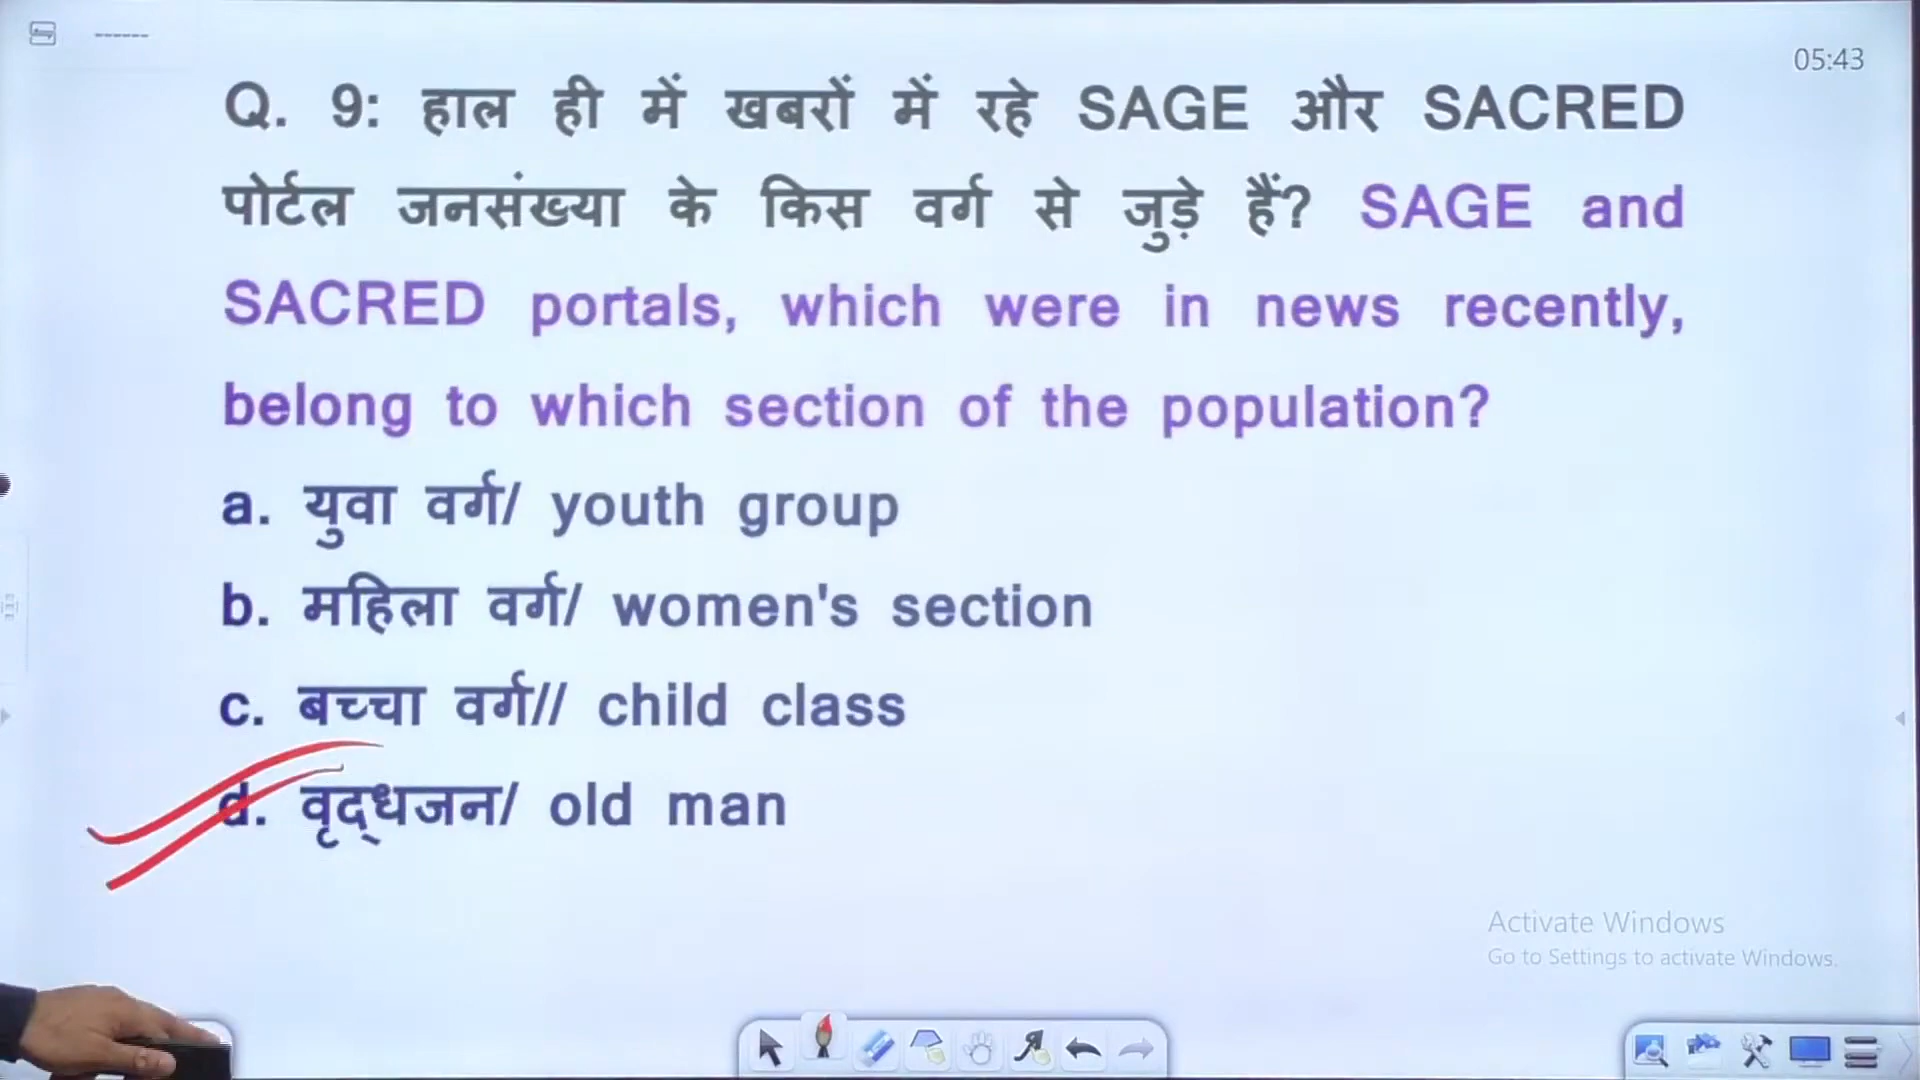 ------
05:43
Q. 9: हाल ही में खबरों में रहे SAGE और SACRED
पोर्टल जनसंख्या के किस वर्ग से जुड़े हैं? SAGE and
SACRED portals, which were in news recently,
belong to which section of the population?
a. युवा वर्ग/ youth group
b. महिला वर्ग/ women's section
c. बच्चा वर्ग// child class
d. वृद्धजन/ old man
Activate Windows
Go to Settings to activate Windows.